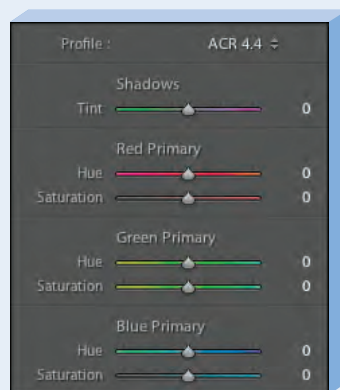 Profile : ACR 4.4
Shadows
Tint 0
Red Primary
Hue 0
Saturation 0
Green Primary
Hue 0
Saturation 0
Blue Primary
Hue 0
Saturation 0